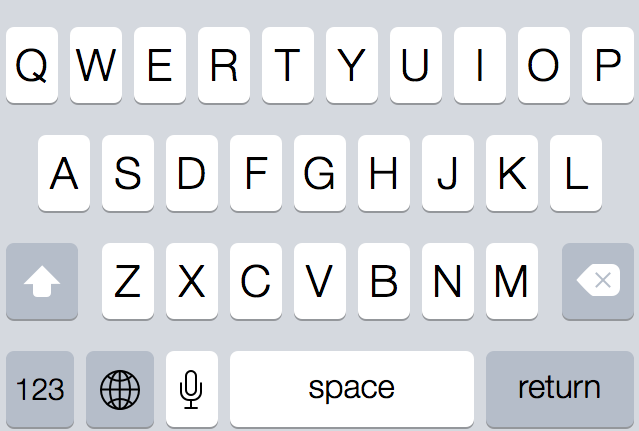 Q W E R T Y U I O P
A S D F G H J K L
Z X C V B N M
123 space return